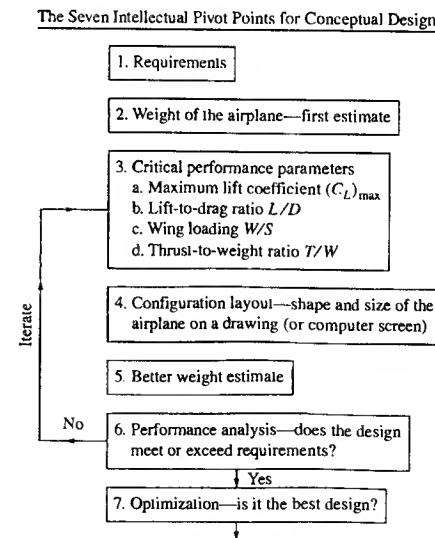 The Seven Intellectual Pivot Points for Conceptual Design
1. Requirements
2. Weight of the airplane—first estimate
3. Critical performance parameters
a. Maximum lift coefficient (C_L)_max
b. Lift-to-drag ratio L/D
c. Wing loading W/S
d. Thrust-to-weight ratio T/W
4. Configuration layout—shape and size of the
airplane on a drawing (or computer screen)
Iterate
5. Better weight estimate
No
6. Performance analysis—does the design
meet or exceed requirements?
Yes
7. Optimization—is it the best design?